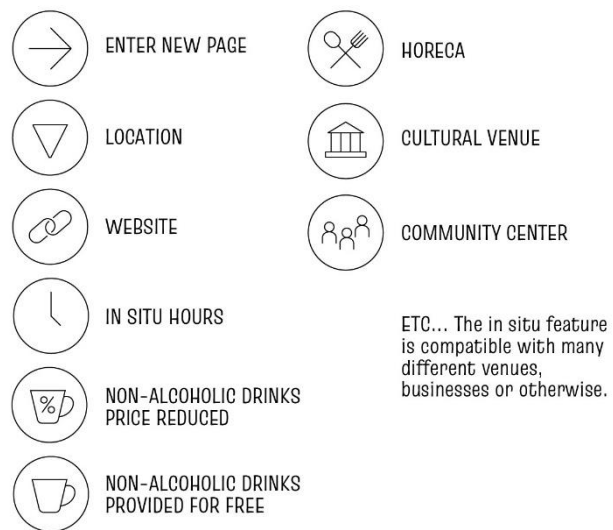 ENTER NEW PAGE
LOCATION
WEBSITE
IN SITU HOURS
%
NON-ALCOHOLIC DRINKS
PRICE REDUCED
NON-ALCOHOLIC DRINKS
PROVIDED FOR FREE
HORECA
CULTURAL VENUE
COMMUNITY CENTER
ETC... The in situ feature
is compatible with many
different venues,
businesses or otherwise.